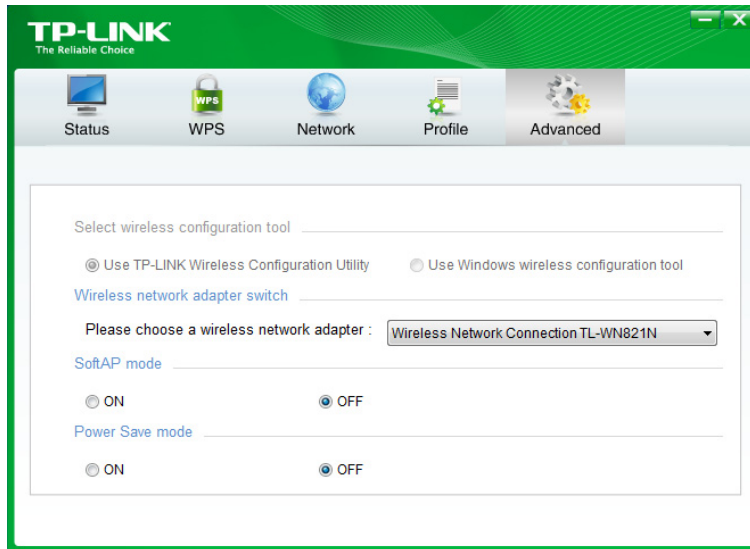 TP-LINK
The Reliable Choice
Status WPS Network Profile Advanced
WPS
Select wireless configuration tool
Use TP-LINK Wireless Configuration Utility Use Windows wireless configuration tool
Wireless network adapter switch
Please choose a wireless network adapter : Wireless Network Connection TL-WN821N
SoftAP mode
ON OFF
Power Save mode
ON OFF